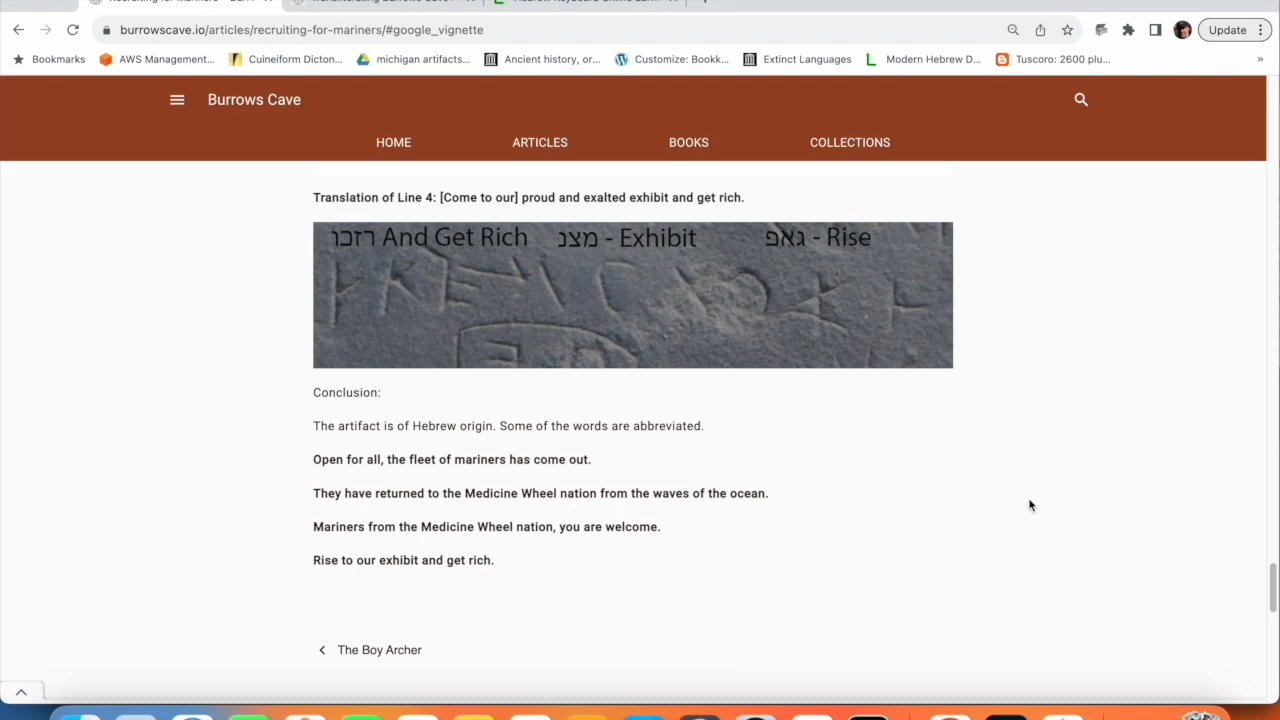 burrowscave.io/articles/recruiting-for-mariners/#google_vignette
Update
Bookmarks AWS Management... Cuineiform Dicton... michigan artifacts... Ancient history, or... Customize: Bookk... Extinct Languages Modern Hebrew D... Tuscoro: 2600 plu... »
Burrows Cave
HOME ARTICLES BOOKS COLLECTIONS
Translation of Line 4: [Come to our] proud and exalted exhibit and get rich.
רזכו And Get Rich מצנ - Exhibit גאפ - Rise
Conclusion:
The artifact is of Hebrew origin. Some of the words are abbreviated.
Open for all, the fleet of mariners has come out.
They have returned to the Medicine Wheel nation from the waves of the ocean.
Mariners from the Medicine Wheel nation, you are welcome.
Rise to our exhibit and get rich.
The Boy Archer